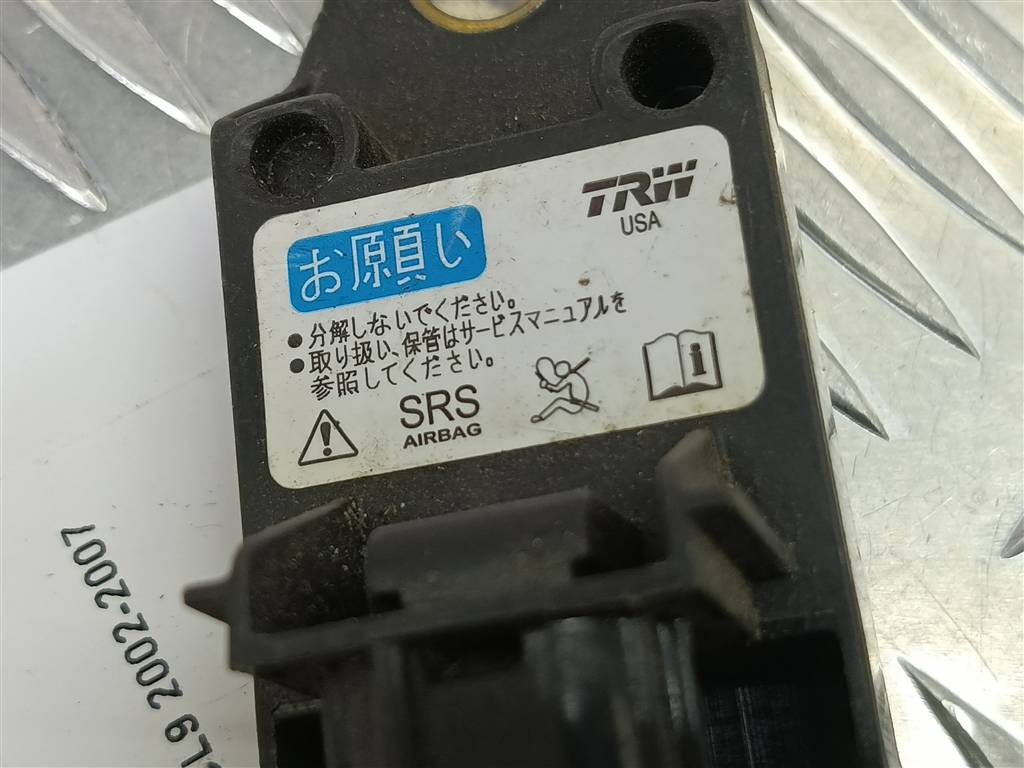 TRW
USA
お願い
●分解しないでください。
●取り扱い、保管はサービスマニュアルを
参照してください。
SRS
AIRBAG
i
L9 2002-2007